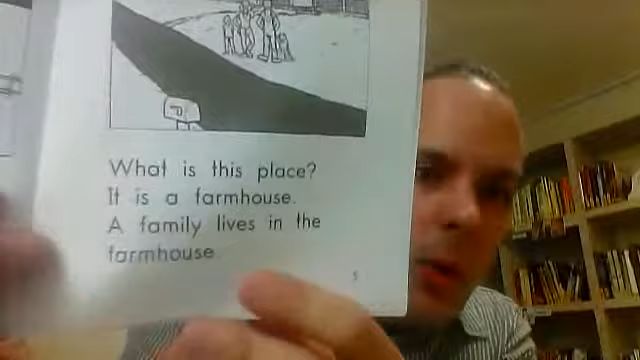 What is this place?
It is a farmhouse.
A family lives in the
farmhouse.
5